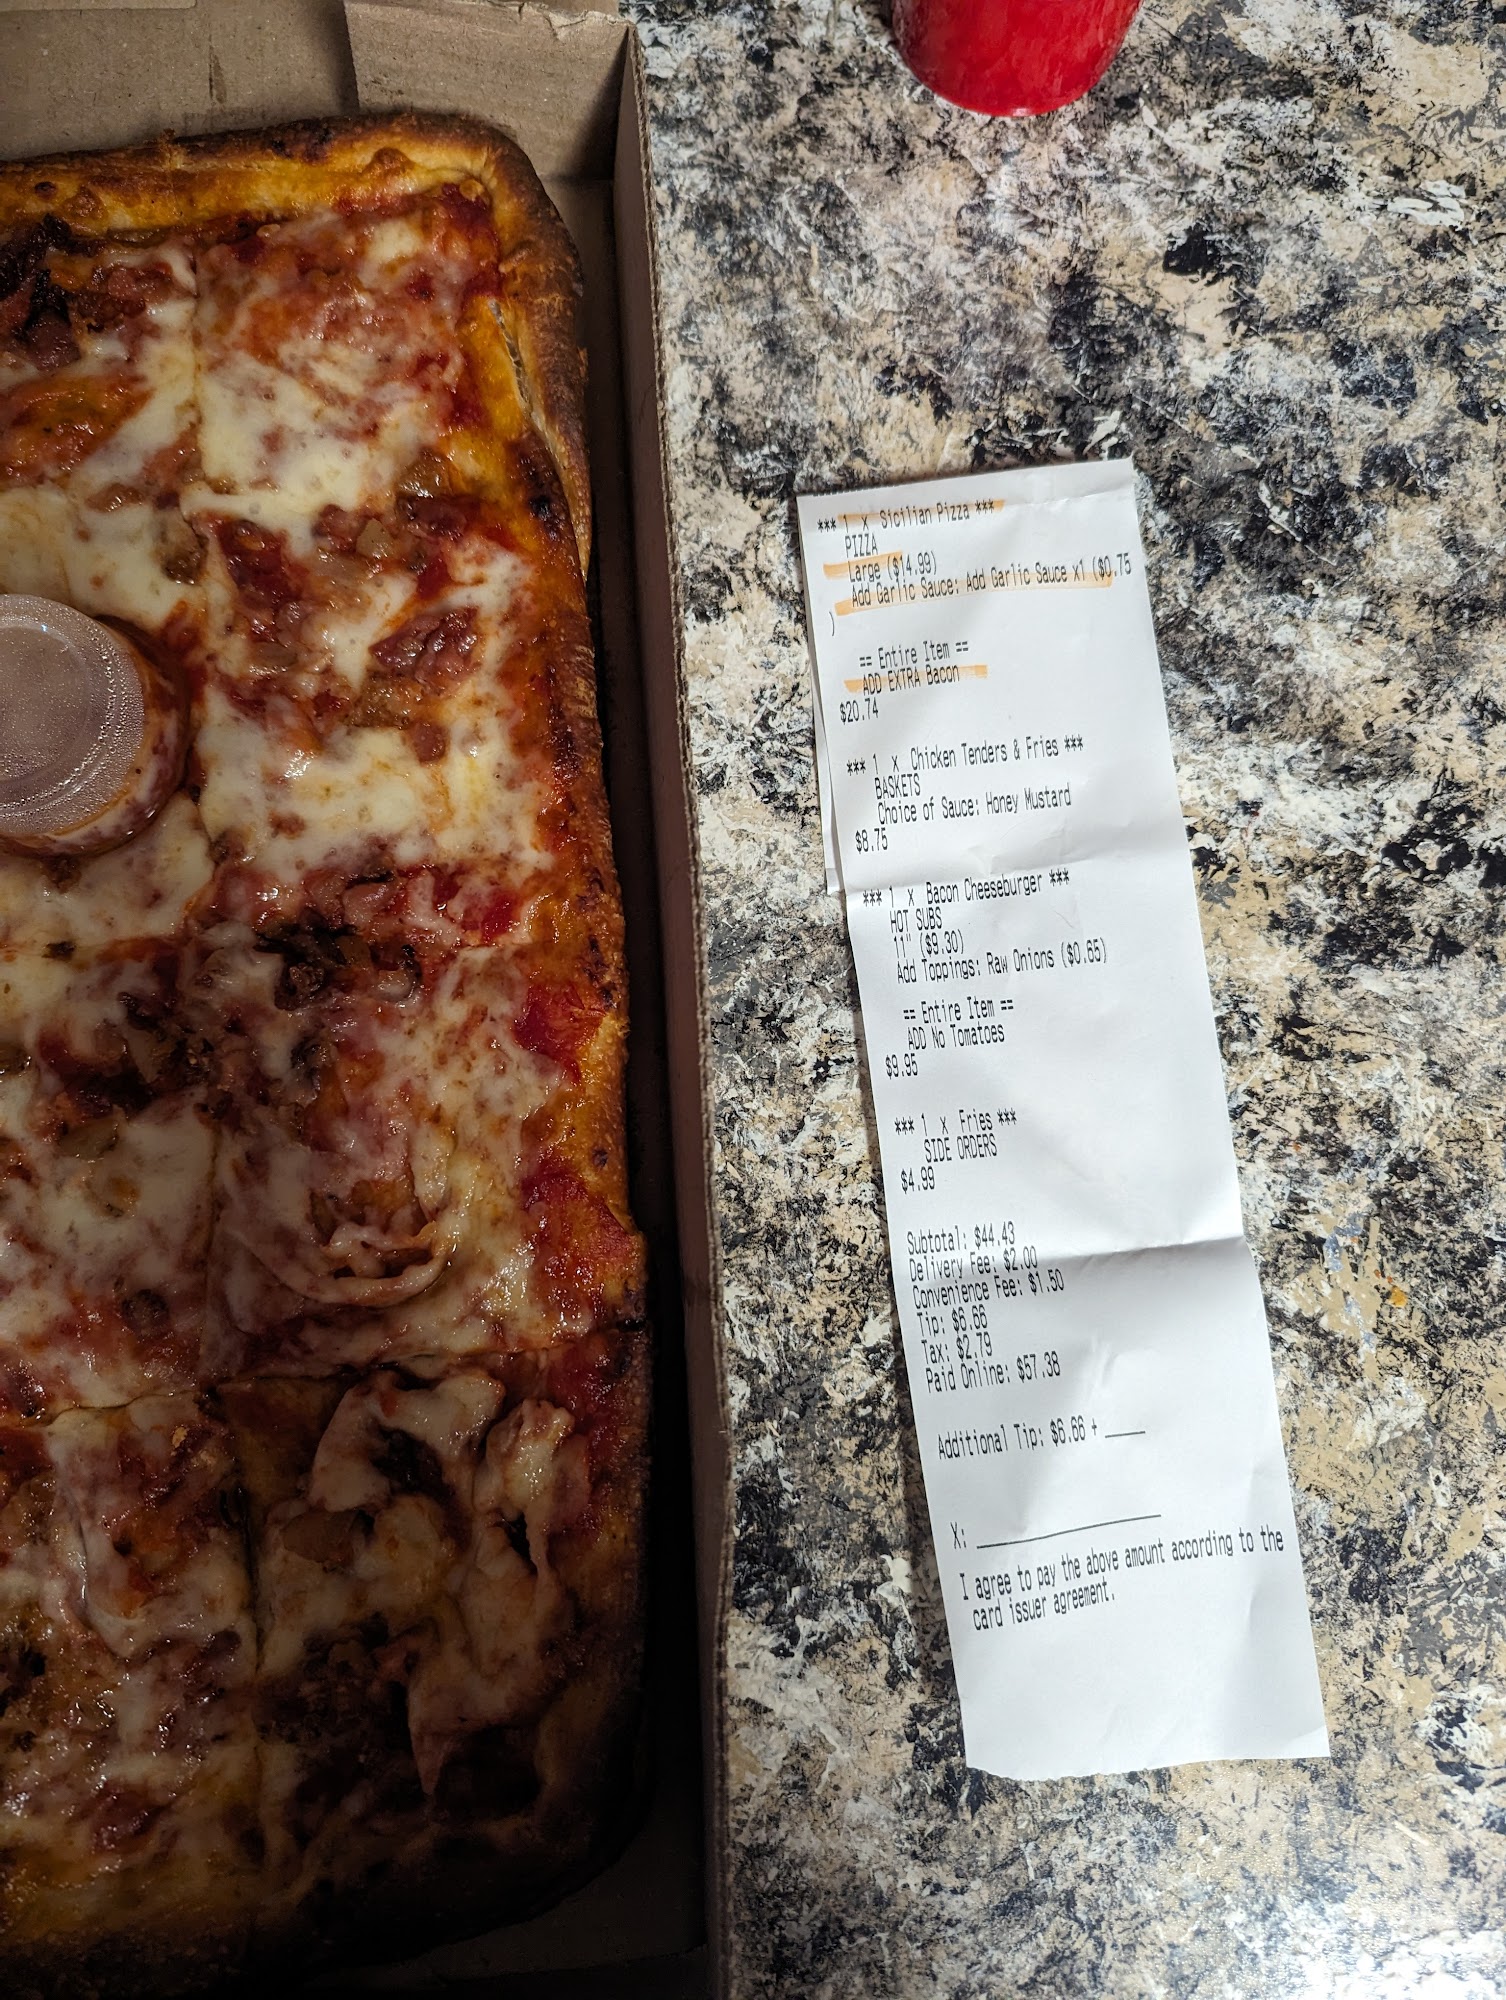 *** 1 x Sicilian Pizza ***
PIZZA
Large ($14.99)
Add Garlic Sauce: Add Garlic Sauce x1 ($0.75
)
== Entire Item ==
ADD EXTRA Bacon
$20.74
*** 1 x Chicken Tenders & Fries ***
BASKETS
Choice of Sauce: Honey Mustard
$8.75
*** 1 x Bacon Cheeseburger ***
HOT SUBS
11" ($9.30)
Add Toppings: Raw Onions ($0.65)
== Entire Item ==
ADD No Tomatoes
$9.95
*** 1 x Fries ***
SIDE ORDERS
$4.99
Subtotal: $44.43
Delivery Fee: $2.00
Convenience Fee: $1.50
Tip: $6.66
Tax: $2.79
Paid Online: $57.38
Additional Tip: $6.66 + ____
X: ______________
I agree to pay the above amount according to the
card issuer agreement.